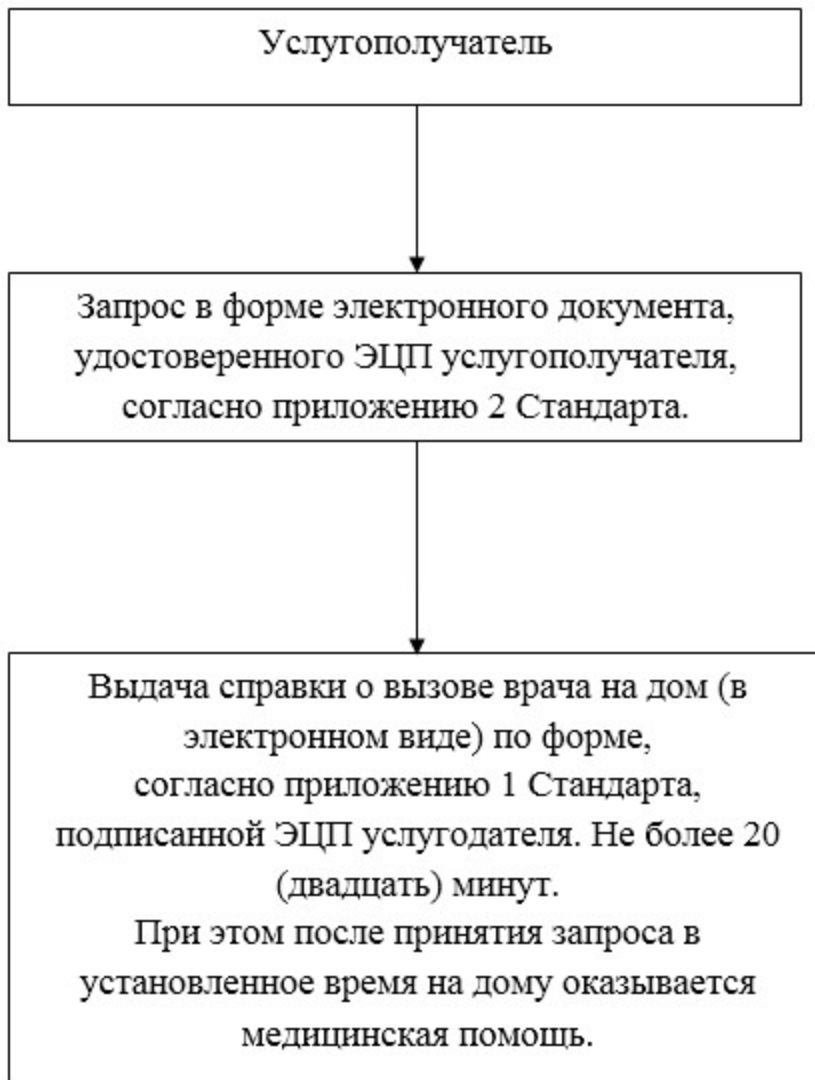 Услугополучатель
Запрос в форме электронного документа,
удостоверенного ЭЦП услугополучателя,
согласно приложению 2 Стандарта.
Выдача справки о вызове врача на дом (в
электронном виде) по форме,
согласно приложению 1 Стандарта,
подписанной ЭЦП услугодателя. Не более 20
(двадцать) минут.
При этом после принятия запроса в
установленное время на дому оказывается
медицинская помощь.